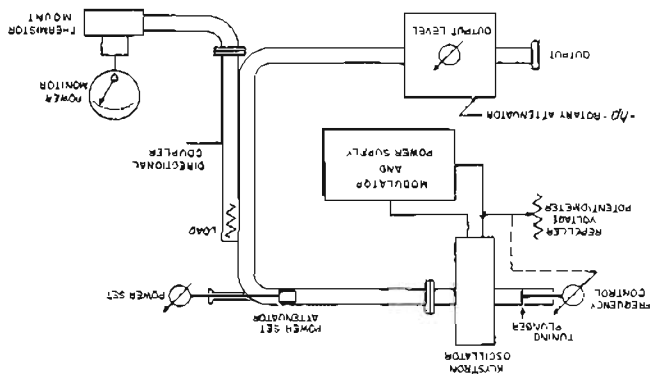 THERMISTOR
MOUNT
POWER
MONITOR
DIRECTIONAL
COUPLER
LOAD
POWER SET
POWER SET
ATTENUATOR
OUTPUT LEVEL
OUTPUT
-hp- ROTARY ATTENUATOR
MODULATOR
AND
POWER SUPPLY
REPELLER
VOLTAGE
POTENTIOMETER
FREQUENCY
CONTROL
TUNING
PLUNGER
KLYSTRON
OSCILLATOR